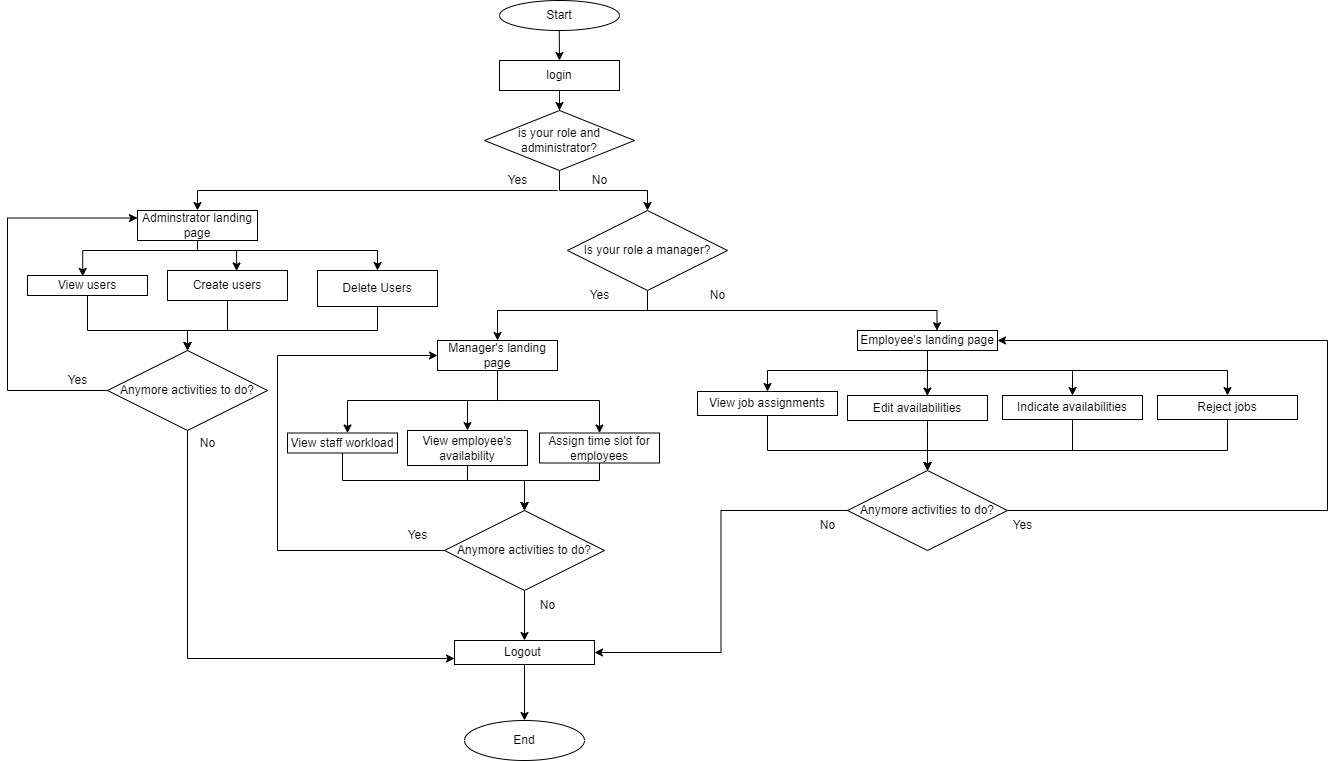 Start
login
is your role and
administrator?
Yes
No
Adminstrator landing
page
Is your role a manager?
View users
Create users
Delete Users
Yes
No
Manager's landing
page
Employee's landing page
Anymore activities to do?
Yes
No
View job assignments
Edit availabilities
Indicate availabilities
Reject jobs
View staff workload
View employee's
availability
Assign time slot for
employees
Anymore activities to do?
No
Yes
Yes
Anymore activities to do?
No
Logout
End